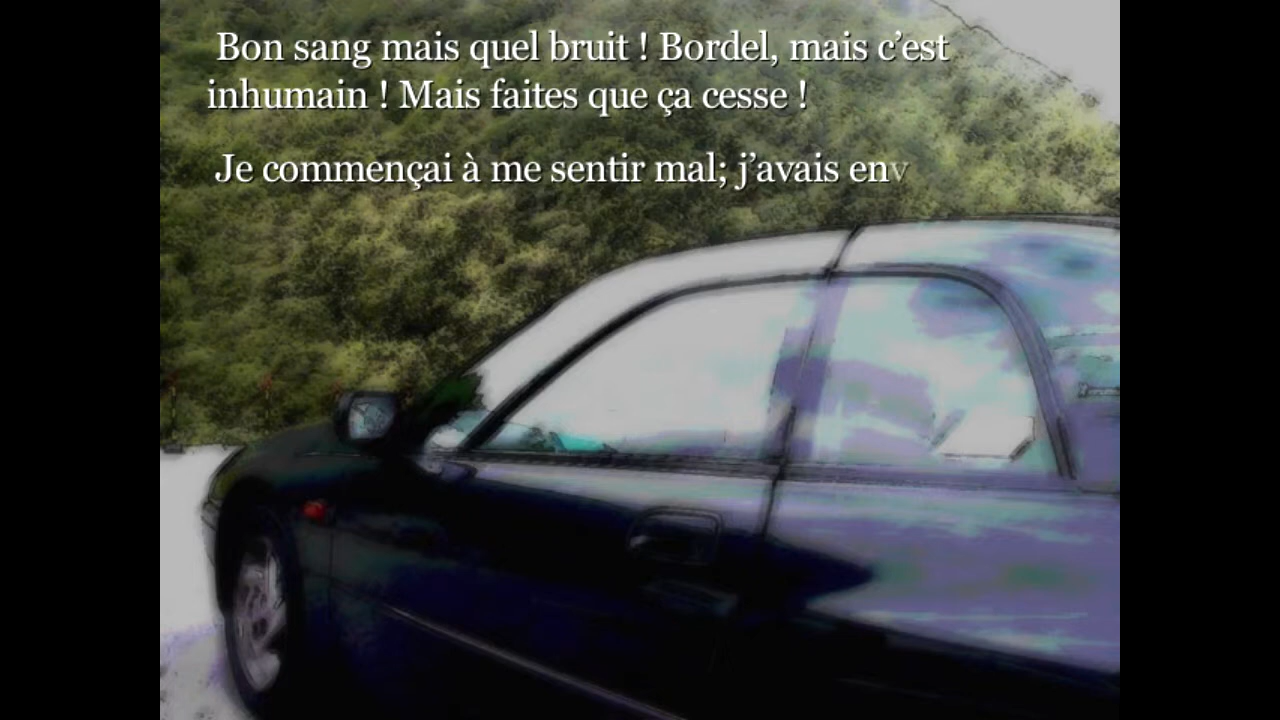 Bon sang mais quel bruit ! Bordel, mais c’est
inhumain ! Mais faites que ça cesse !
Je commençai à me sentir mal; j’avais env